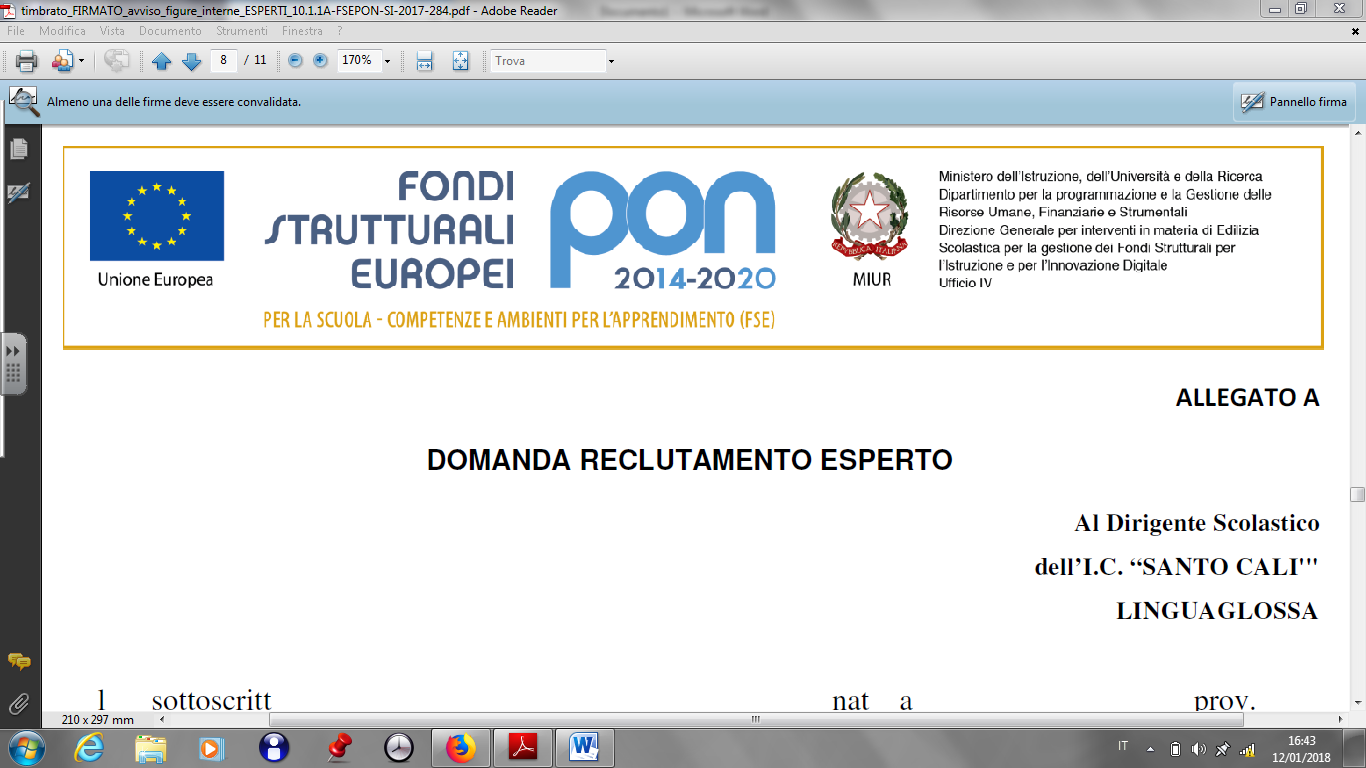 timbrato_FIRMATO_avviso_figure_interne_ESPERTI_10.1.1A-FSEPON-SI-2017-284.pdf - Adobe Reader
File Modifica Vista Documento Strumenti Finestra ?
8 / 11 170% Trova
Almeno una delle firme deve essere convalidata.
Pannello firma
Unione Europea
FONDI
STRUTTURALI
EUROPEI
pon
2014-2020
PER LA SCUOLA - COMPETENZE E AMBIENTI PER L'APPRENDIMENTO (FSE)
REPVBBLICA ITALIANA
MIUR
Ministero dell'Istruzione, dell'Università e della Ricerca
Dipartimento per la programmazione e la Gestione delle
Risorse Umane, Finanziarie e Strumentali
Direzione Generale per interventi in materia di Edilizia
Scolastica per la gestione dei Fondi Strutturali per
l'Istruzione e per l'Innovazione Digitale
Ufficio IV
ALLEGATO A
DOMANDA RECLUTAMENTO ESPERTO
Al Dirigente Scolastico
dell'I.C. “SANTO CALI'"
LINGUAGLOSSA
l sottoscritt nat a prov.
210 x 297 mm
IT
16:43
12/01/2018